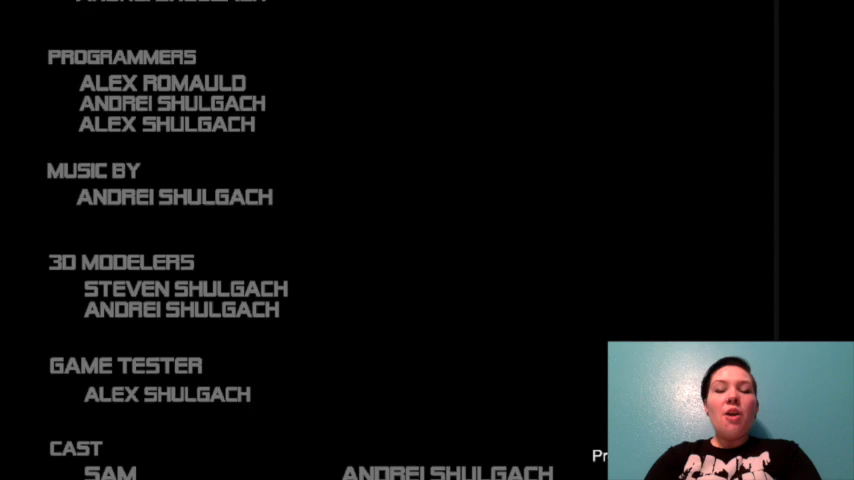 PROGRAMMERS
ALEX ROMAULD
ANDREI SHULGACH
ALEX SHULGACH
MUSIC BY
ANDREI SHULGACH
3D MODELERS
STEVEN SHULGACH
ANDREI SHULGACH
GAME TESTER
ALEX SHULGACH
CAST
SAM ANDREI SHULGACH